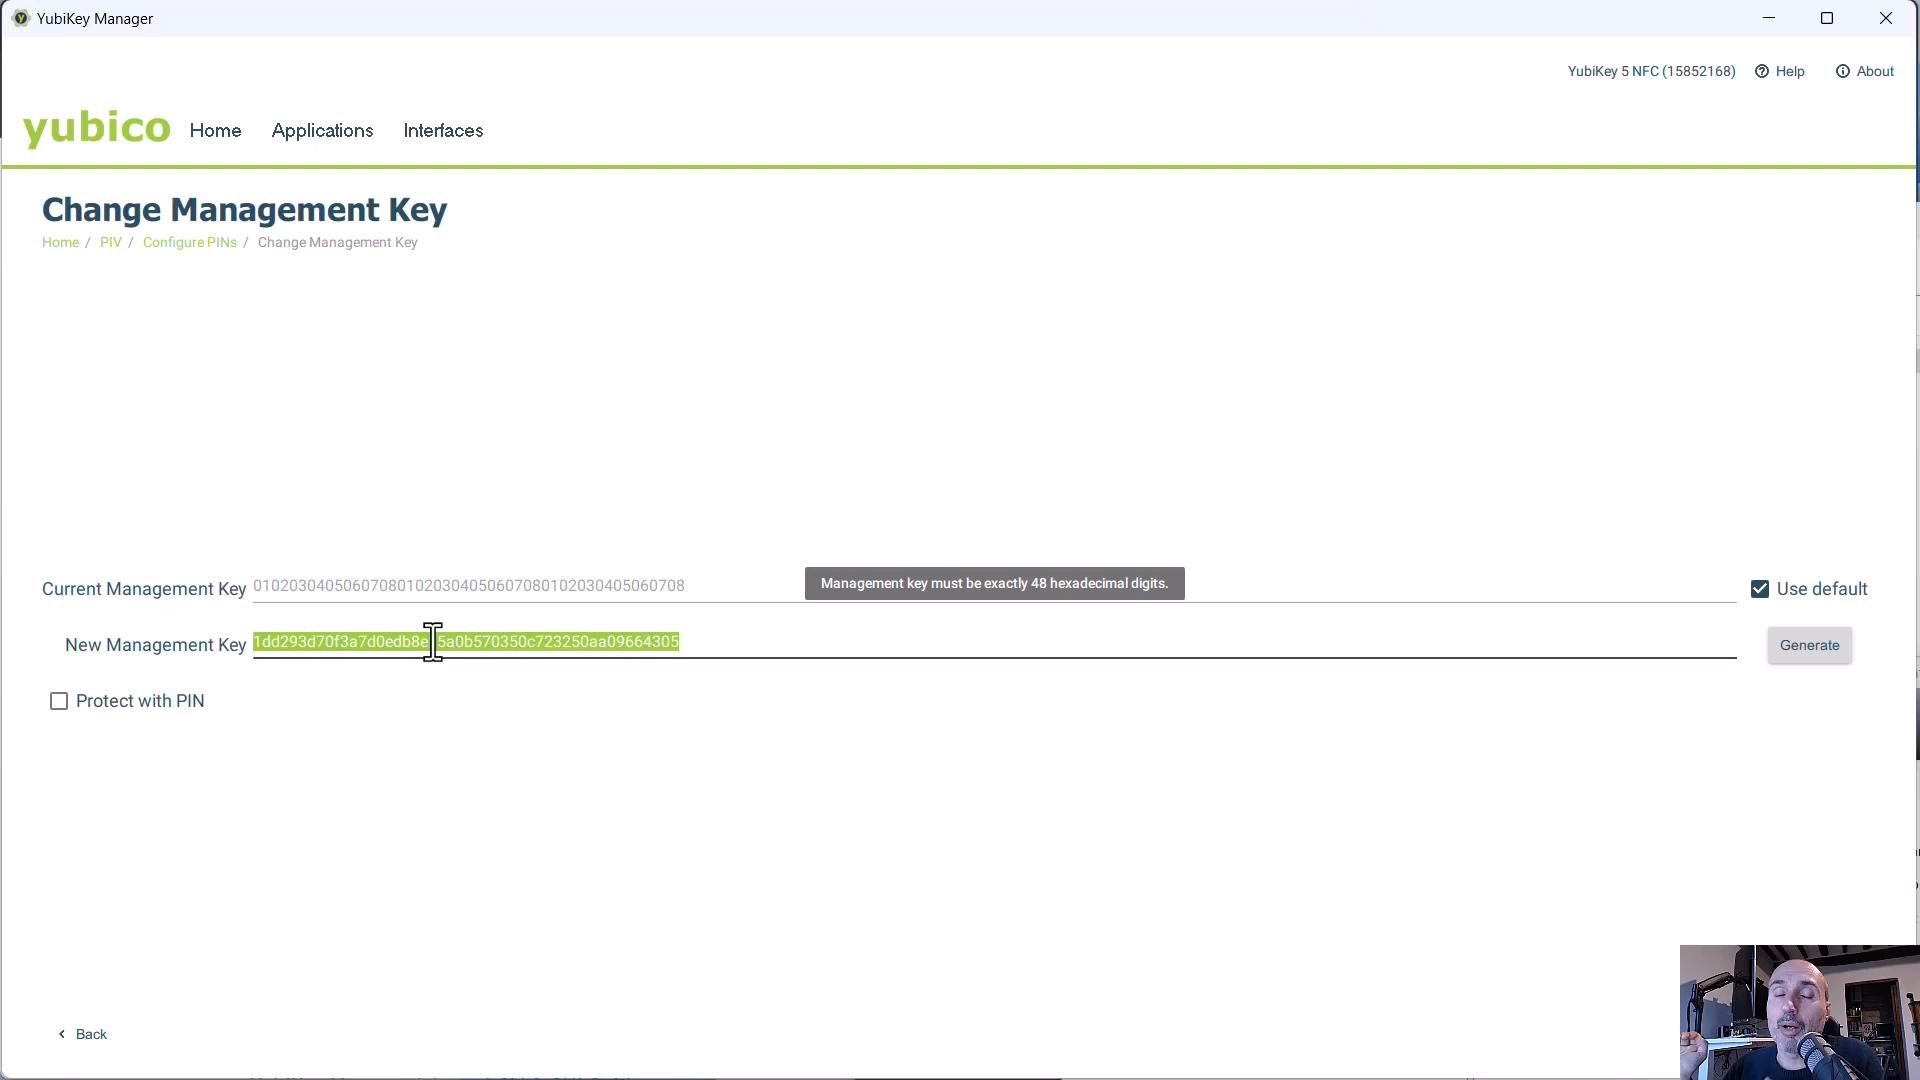 YubiKey Manager
YubiKey 5 NFC (15852168) Help About
yubico Home Applications Interfaces
Change Management Key
Home / PIV / Configure PINs / Change Management Key
Current Management Key 010203040506070801020304050607080102030405060708 Use default
Management key must be exactly 48 hexadecimal digits.
New Management Key 1dd293d70f3a7d0edb8e 5a0b570350c723250aa09664305 Generate
Protect with PIN
Back